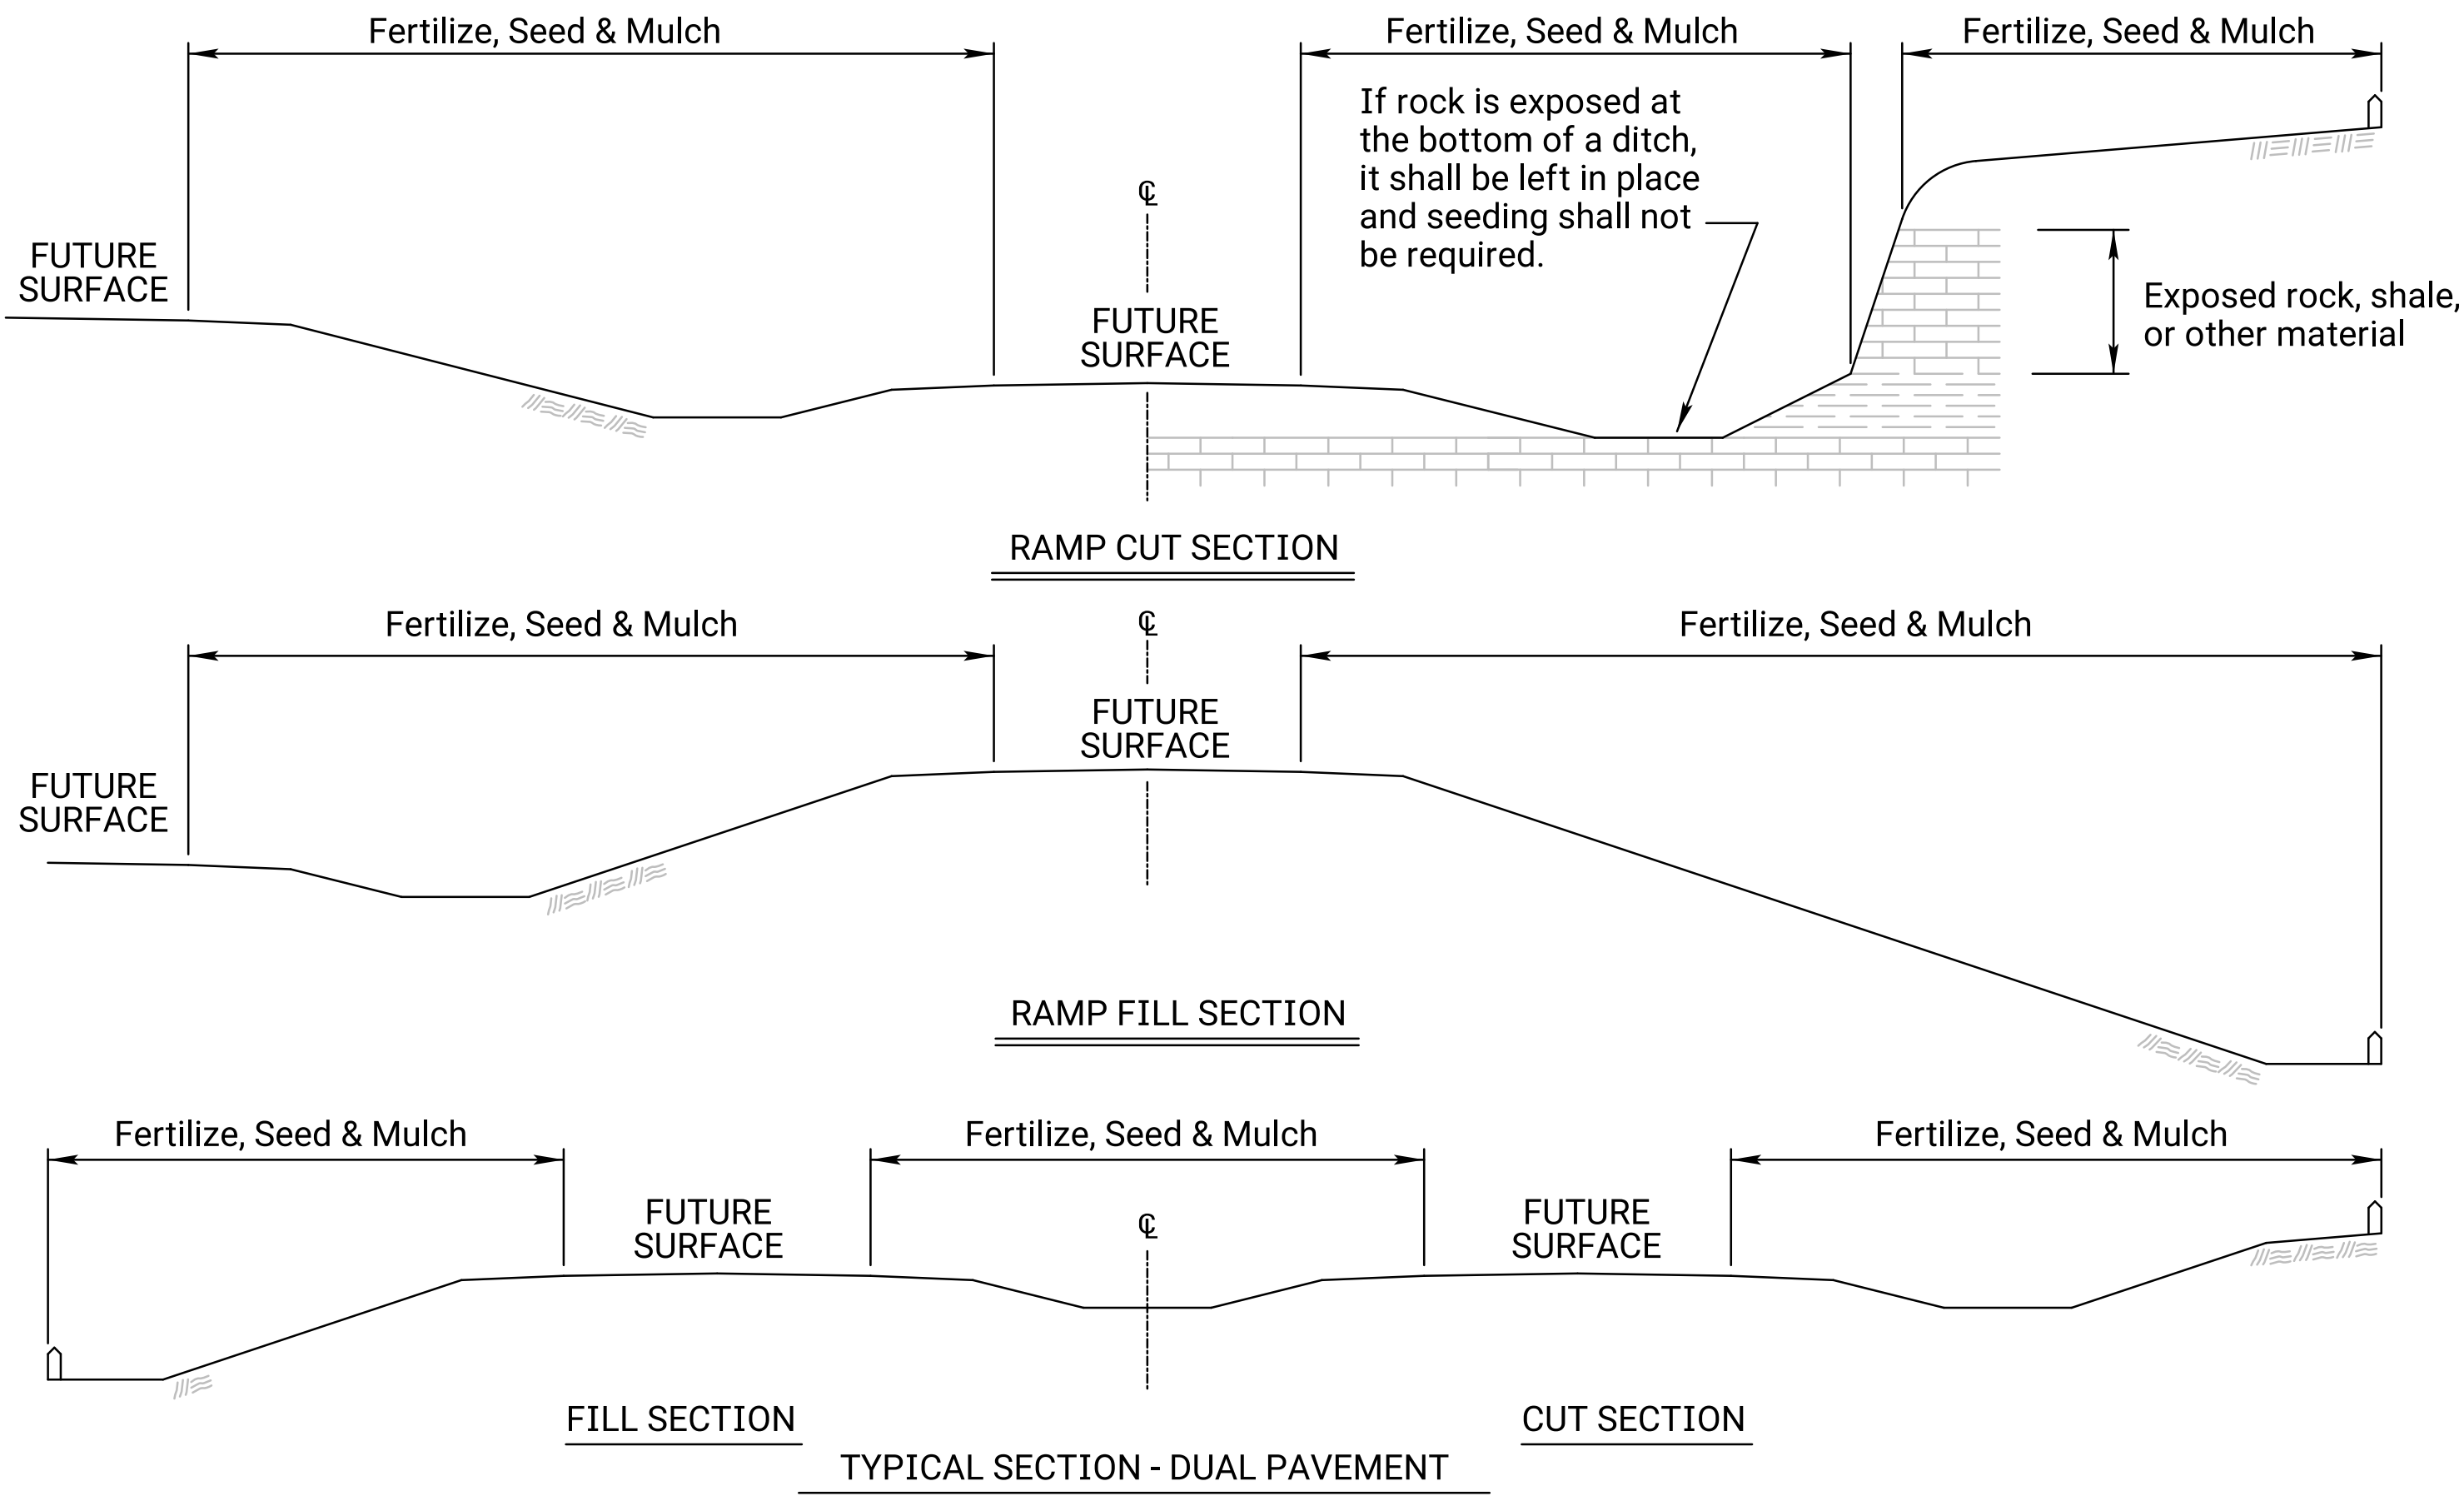 Fertilize, Seed & Mulch
Fertilize, Seed & Mulch
Fertilize, Seed & Mulch
If rock is exposed at
the bottom of a ditch,
it shall be left in place
and seeding shall not
be required.
℄
FUTURE
SURFACE
FUTURE
SURFACE
Exposed rock, shale,
or other material
RAMP CUT SECTION
Fertilize, Seed & Mulch
℄
Fertilize, Seed & Mulch
FUTURE
SURFACE
FUTURE
SURFACE
RAMP FILL SECTION
Fertilize, Seed & Mulch
Fertilize, Seed & Mulch
Fertilize, Seed & Mulch
FUTURE
SURFACE
℄
FUTURE
SURFACE
FILL SECTION
CUT SECTION
TYPICAL SECTION - DUAL PAVEMENT